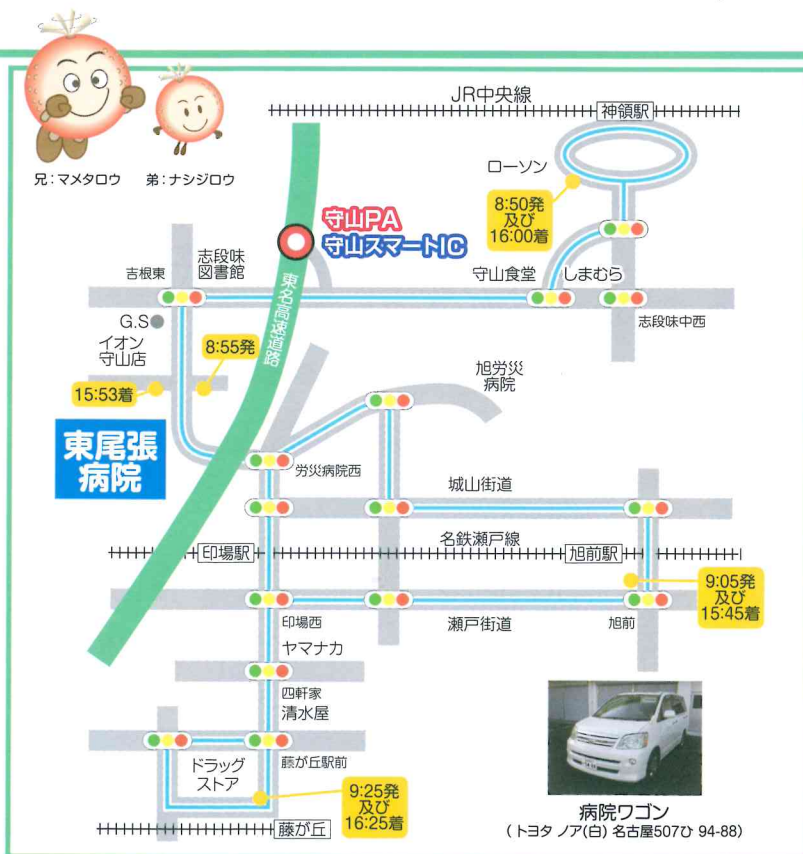 JR中央線
神領駅
兄：マメタロウ
弟：ナシジロウ
ローソン
8:50発
及び
16:00着
守山PA
守山スマートIC
志段味
図書館
吉根東
守山食堂
しまむら
東名高速道路
志段味中西
G.S
イオン
守山店
8:55発
15:53着
旭労災
病院
東尾張
病院
労災病院西
城山街道
名鉄瀬戸線
印場駅
旭前駅
9:05発
及び
15:45着
印場西
瀬戸街道
旭前
ヤマナカ
四軒家
清水屋
ドラッグ
ストア
藤が丘駅前
9:25発
及び
16:25着
藤が丘
病院ワゴン
(トヨタ ノア(白) 名古屋507ひ 94-88)